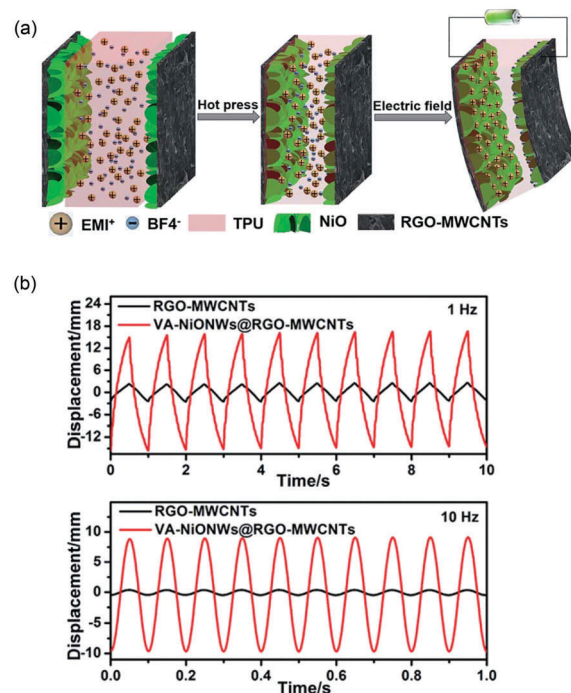 (a)
Hot press
Electric field
EMI+ BF4- TPU NiO RGO-MWCNTs
(b)
24
18
12
6
0
-6
-12
Displacement/mm
RGO-MWCNTs
VA-NiONWs@RGO-MWCNTs
1 Hz
0 2 4 6 8 10
Time/s
10
5
0
-5
-10
Displacement/mm
RGO-MWCNTs
VA-NiONWs@RGO-MWCNTs
10 Hz
0.0 0.2 0.4 0.6 0.8 1.0
Time/s